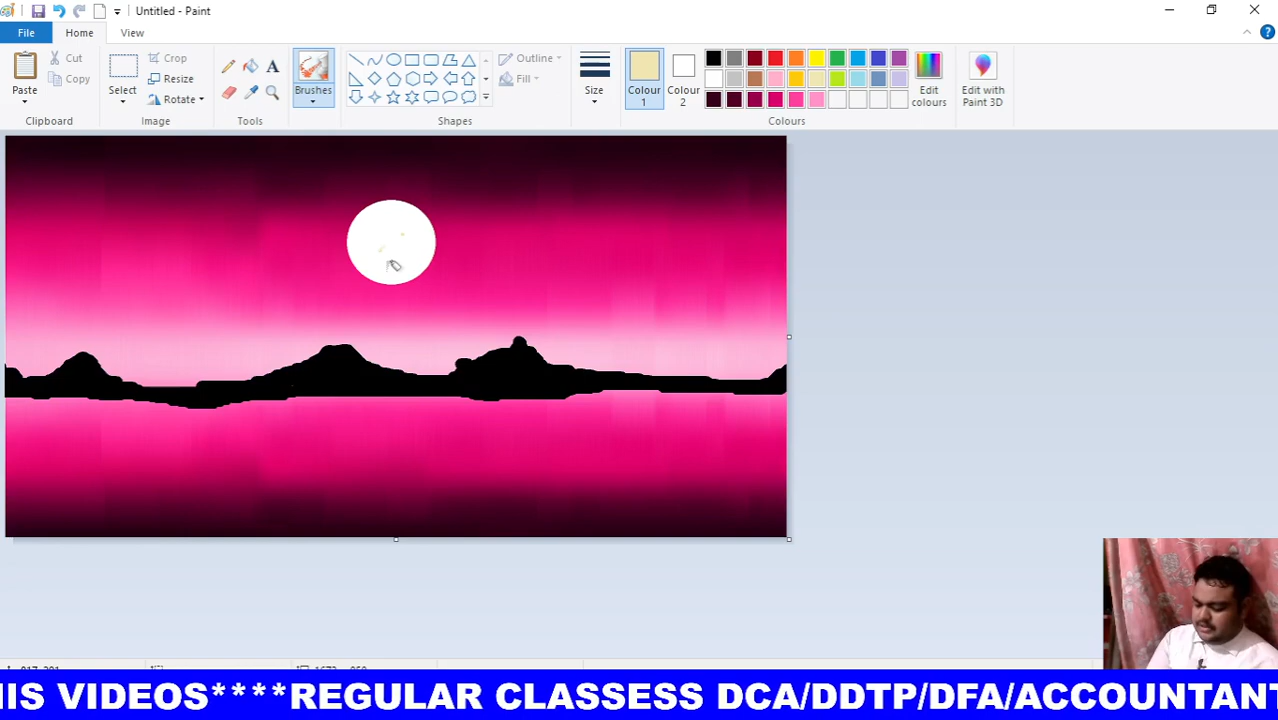 Untitled - Paint
File
Home
View
Paste
Cut
Copy
Clipboard
Select
Crop
Resize
Rotate
Image
A
Tools
Brushes
Shapes
Outline
Fill
Size
Colour 1
Colour 2
Colours
Edit colours
Edit with Paint 3D
HIS VIDEOS****REGULAR CLASSESS DCA/DDTP/DFA/ACCOUNTANT